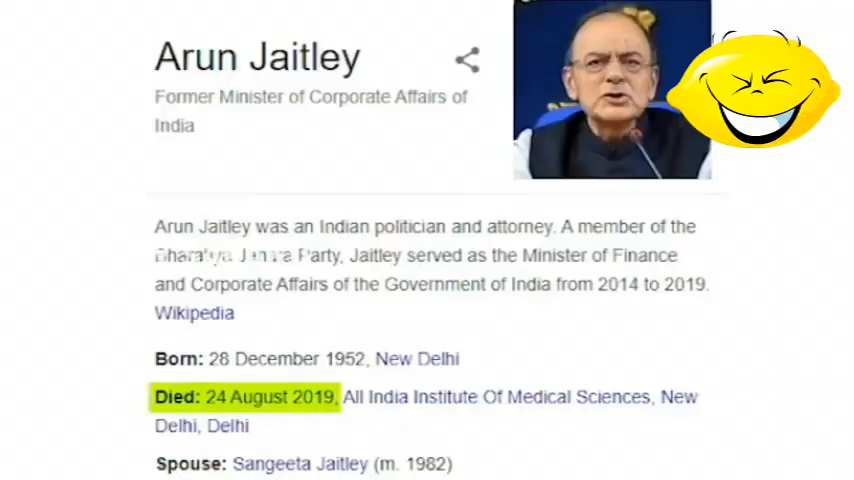 Arun Jaitley
Former Minister of Corporate Affairs of
India
Arun Jaitley was an Indian politician and attorney. A member of the
Bharatiya Janata Party, Jaitley served as the Minister of Finance
and Corporate Affairs of the Government of India from 2014 to 2019.
Wikipedia
Born: 28 December 1952, New Delhi
Died: 24 August 2019, All India Institute Of Medical Sciences, New
Delhi, Delhi
Spouse: Sangeeta Jaitley (m. 1982)